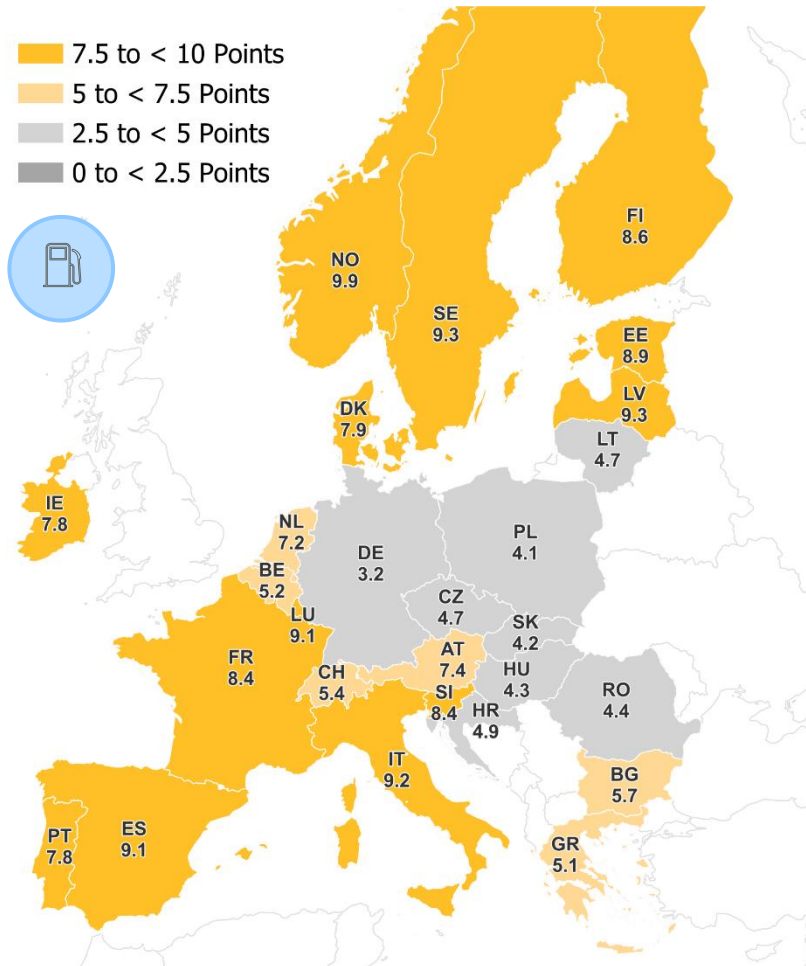 7.5 to < 10 Points
5 to < 7.5 Points
2.5 to < 5 Points
0 to < 2.5 Points
FI
8.6
NO
9.9
SE
9.3
EE
8.9
LV
9.3
DK
7.9
LT
4.7
IE
7.8
NL
7.2
DE
3.2
PL
4.1
BE
5.2
CZ
4.7
LU
9.1
SK
4.2
AT
7.4
FR
8.4
CH
5.4
HU
4.3
SI
8.4
RO
4.4
HR
4.9
IT
9.2
BG
5.7
PT
7.8
ES
9.1
GR
5.1